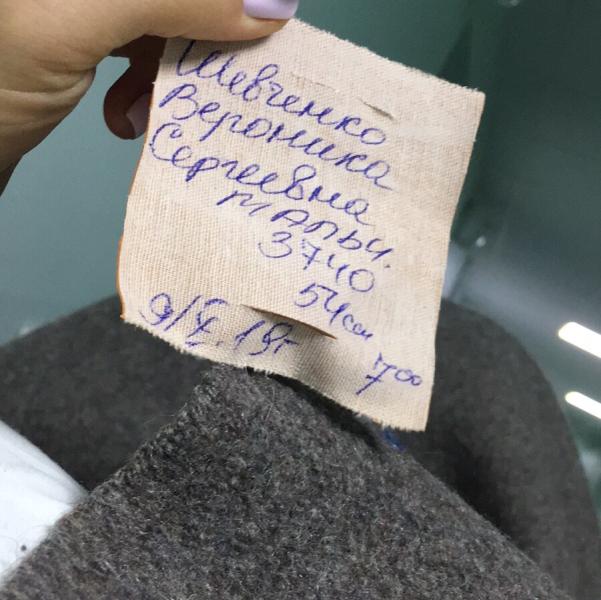 Шевченко
Вероника
Сергеевна
мальч.
3740
54см
9/X.19г 7⁰⁰